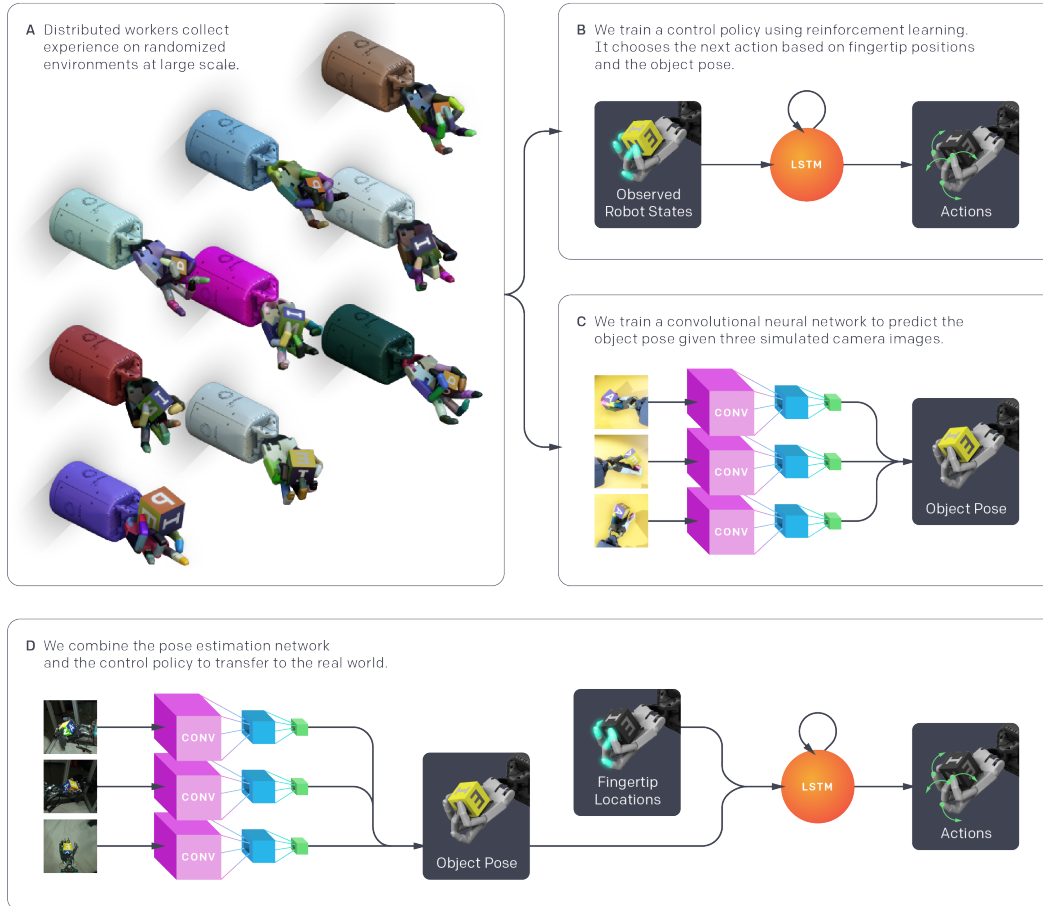 A Distributed workers collect
experience on randomized
environments at large scale.
B We train a control policy using reinforcement learning.
It chooses the next action based on fingertip positions
and the object pose.
LSTM
Observed
Robot States
Actions
C We train a convolutional neural network to predict the
object pose given three simulated camera images.
CONV
CONV
CONV
Object Pose
D We combine the pose estimation network
and the control policy to transfer to the real world.
CONV
CONV
CONV
Object Pose
Fingertip
Locations
LSTM
Actions